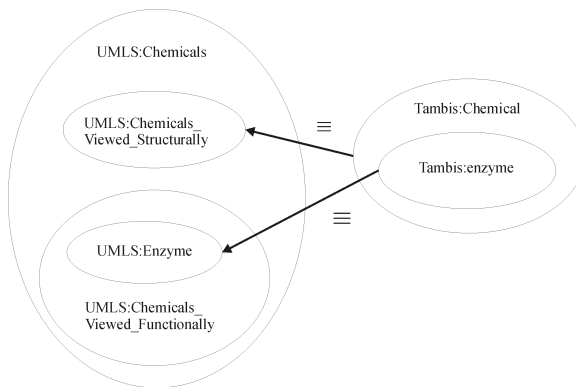 UMLS:Chemicals
UMLS:Chemicals_
Viewed_Structurally
≡
Tambis:Chemical
Tambis:enzyme
≡
UMLS:Enzyme
UMLS:Chemicals_
Viewed_Functionally